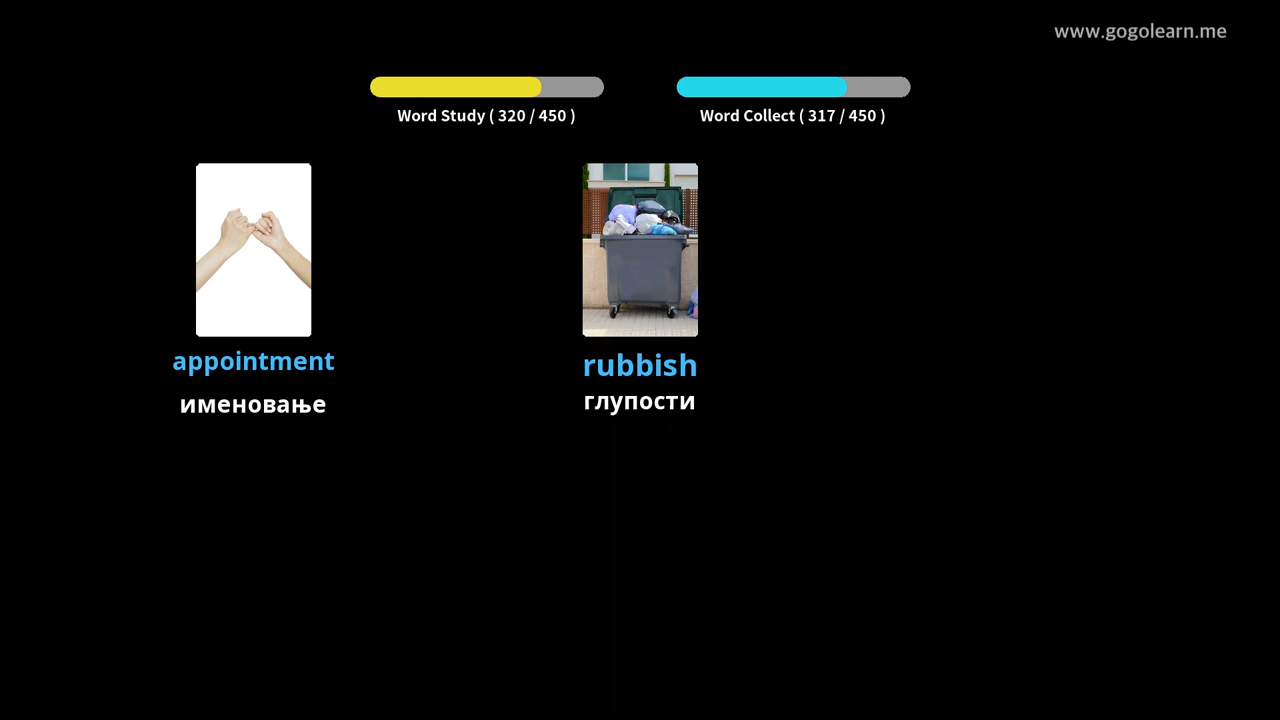 www.gogolearn.me
Word Study ( 320 / 450 )
Word Collect ( 317 / 450 )
appointment
именовање
rubbish
глупости